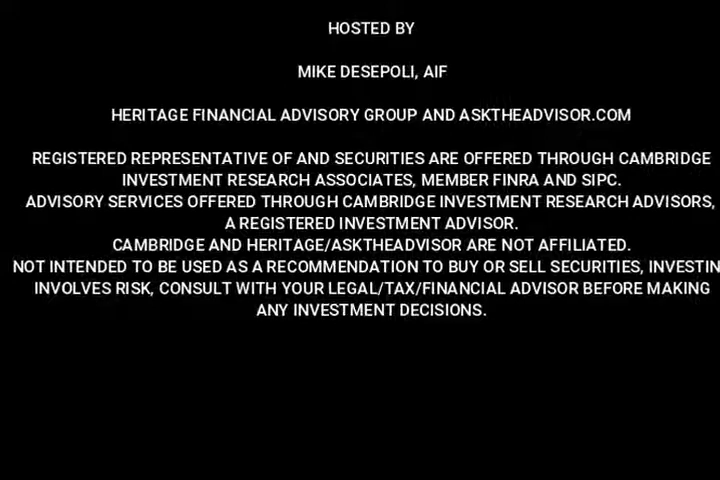 HOSTED BY
MIKE DESEPOLI, AIF
HERITAGE FINANCIAL ADVISORY GROUP AND ASKTHEADVISOR.COM
REGISTERED REPRESENTATIVE OF AND SECURITIES ARE OFFERED THROUGH CAMBRIDGE
INVESTMENT RESEARCH ASSOCIATES, MEMBER FINRA AND SIPC.
ADVISORY SERVICES OFFERED THROUGH CAMBRIDGE INVESTMENT RESEARCH ADVISORS,
A REGISTERED INVESTMENT ADVISOR.
CAMBRIDGE AND HERITAGE/ASKTHEADVISOR ARE NOT AFFILIATED.
NOT INTENDED TO BE USED AS A RECOMMENDATION TO BUY OR SELL SECURITIES, INVESTIN
INVOLVES RISK, CONSULT WITH YOUR LEGAL/TAX/FINANCIAL ADVISOR BEFORE MAKING
ANY INVESTMENT DECISIONS.